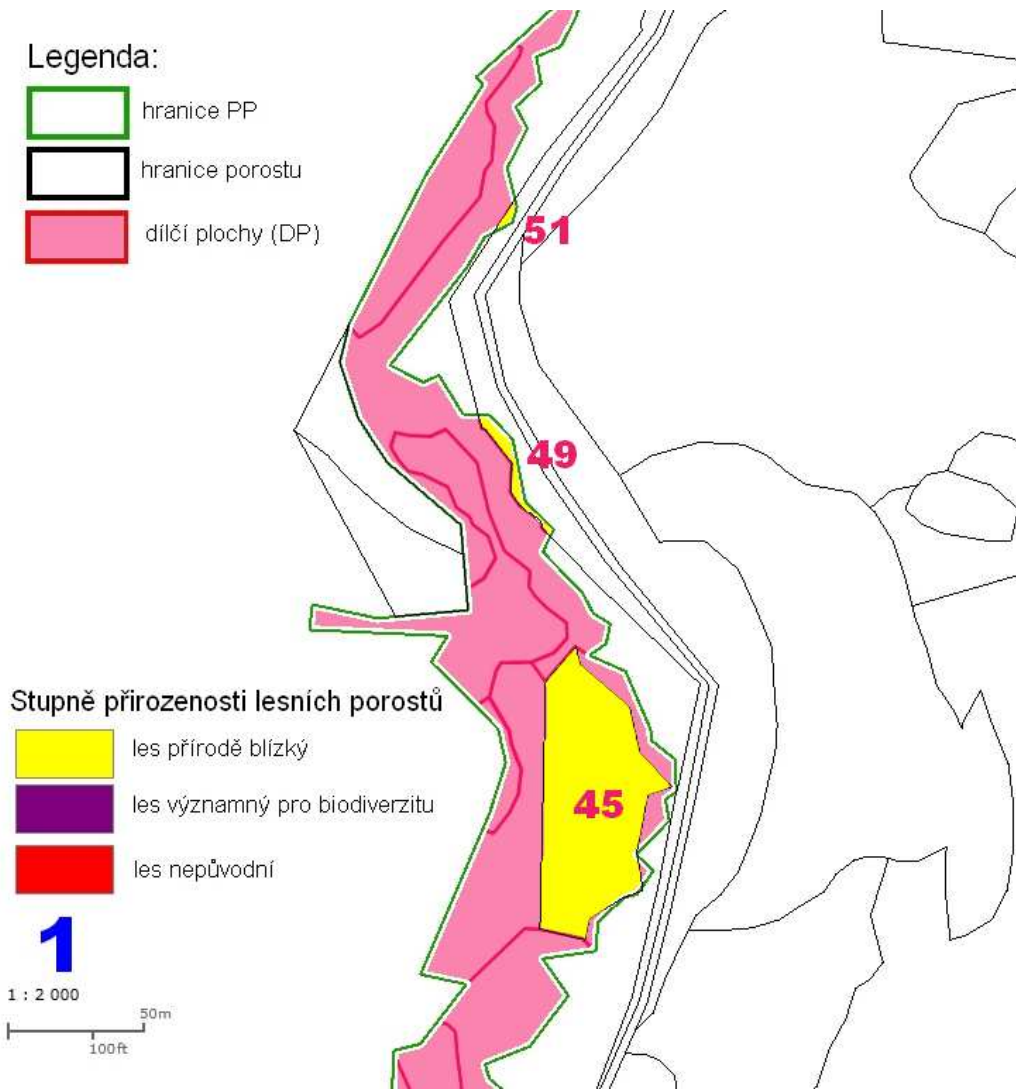 Legenda:
hranice PP
hranice porostu
dílčí plochy (DP)
51
49
45
Stupně přirozenosti lesních porostů
les přírodě blízký
les významný pro biodiverzitu
les nepůvodní
1
1 : 2 000
50m
100ft